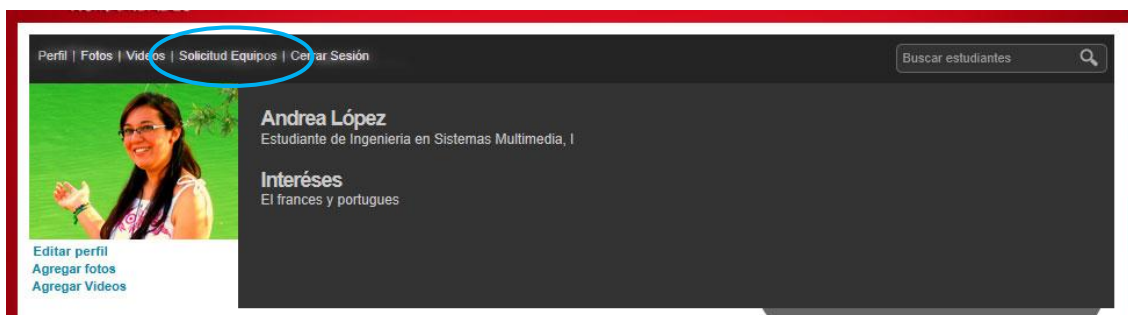 Perfil | Fotos | Videos | Solicitud Equipos | Cerrar Sesión
Buscar estudiantes
Andrea López
Estudiante de Ingenieria en Sistemas Multimedia, I
Interéses
El frances y portugues
Editar perfil
Agregar fotos
Agregar Videos